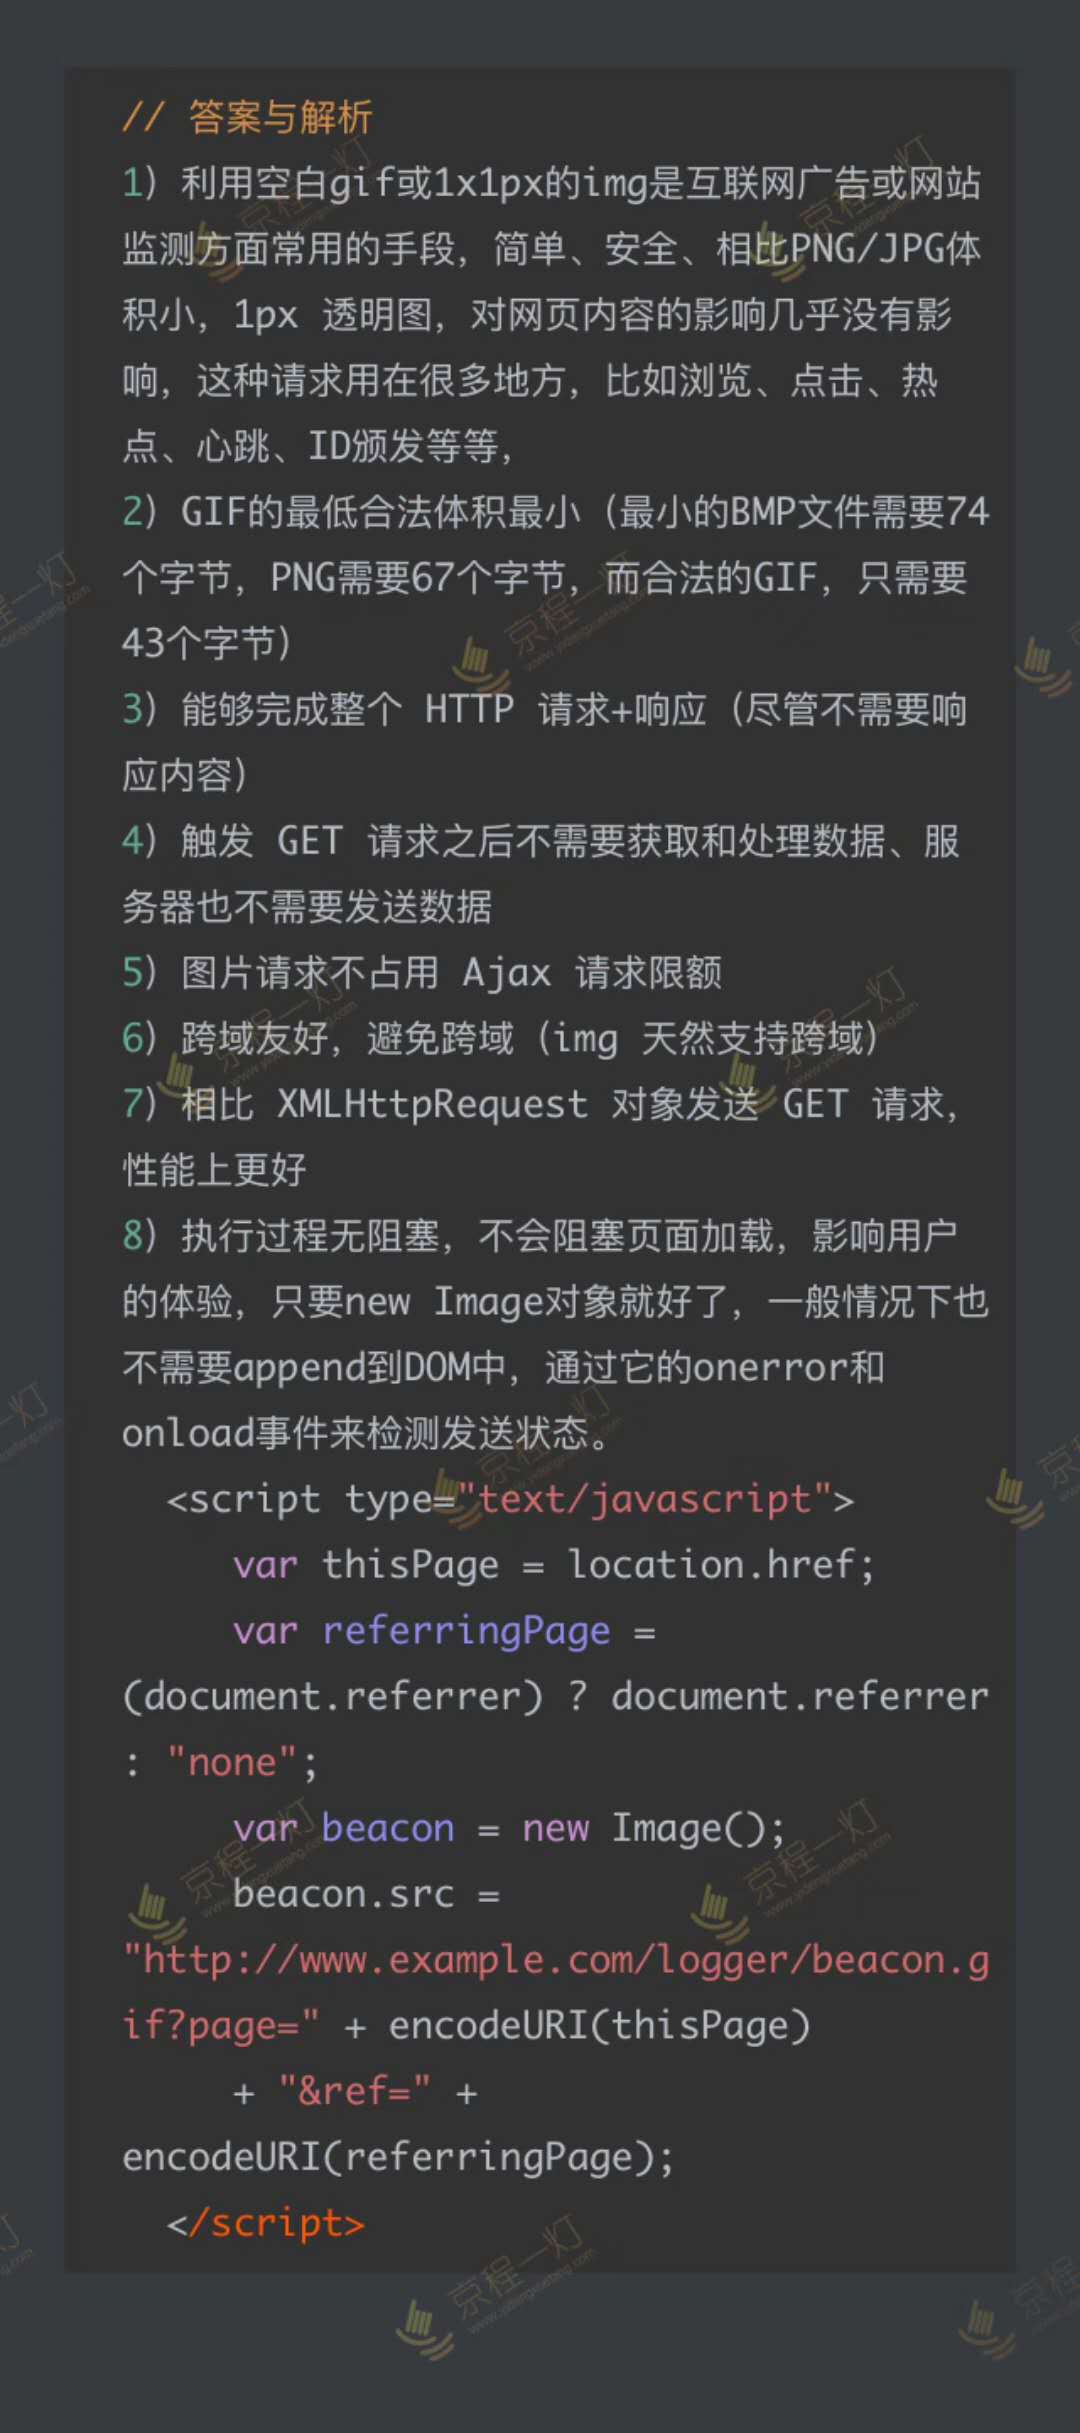 // 答案与解析
1）利用空白gif或1x1px的img是互联网广告或网站
监测方面常用的手段，简单、安全、相比PNG/JPG体
积小，1px 透明图，对网页内容的影响几乎没有影
响，这种请求用在很多地方，比如浏览、点击、热
点、心跳、ID颁发等等，
2）GIF的最低合法体积最小（最小的BMP文件需要74
个字节，PNG需要67个字节，而合法的GIF，只需要
43个字节）
3）能够完成整个 HTTP 请求+响应（尽管不需要响
应内容）
4）触发 GET 请求之后不需要获取和处理数据、服
务器也不需要发送数据
5）图片请求不占用 Ajax 请求限额
6）跨域友好，避免跨域（img 天然支持跨域）
7）相比 XMLHttpRequest 对象发送 GET 请求，
性能上更好
8）执行过程无阻塞，不会阻塞页面加载，影响用户
的体验，只要new Image对象就好了，一般情况下也
不需要append到DOM中，通过它的onerror和
onload事件来检测发送状态。
<script type="text/javascript">
var thisPage = location.href;
var referringPage =
(document.referrer) ? document.referrer
: "none";
var beacon = new Image();
beacon.src =
"http://www.example.com/logger/beacon.g
if?page=" + encodeURI(thisPage)
+ "&ref=" +
encodeURI(referringPage);
</script>
京程一灯
www.yidengxuetang.com